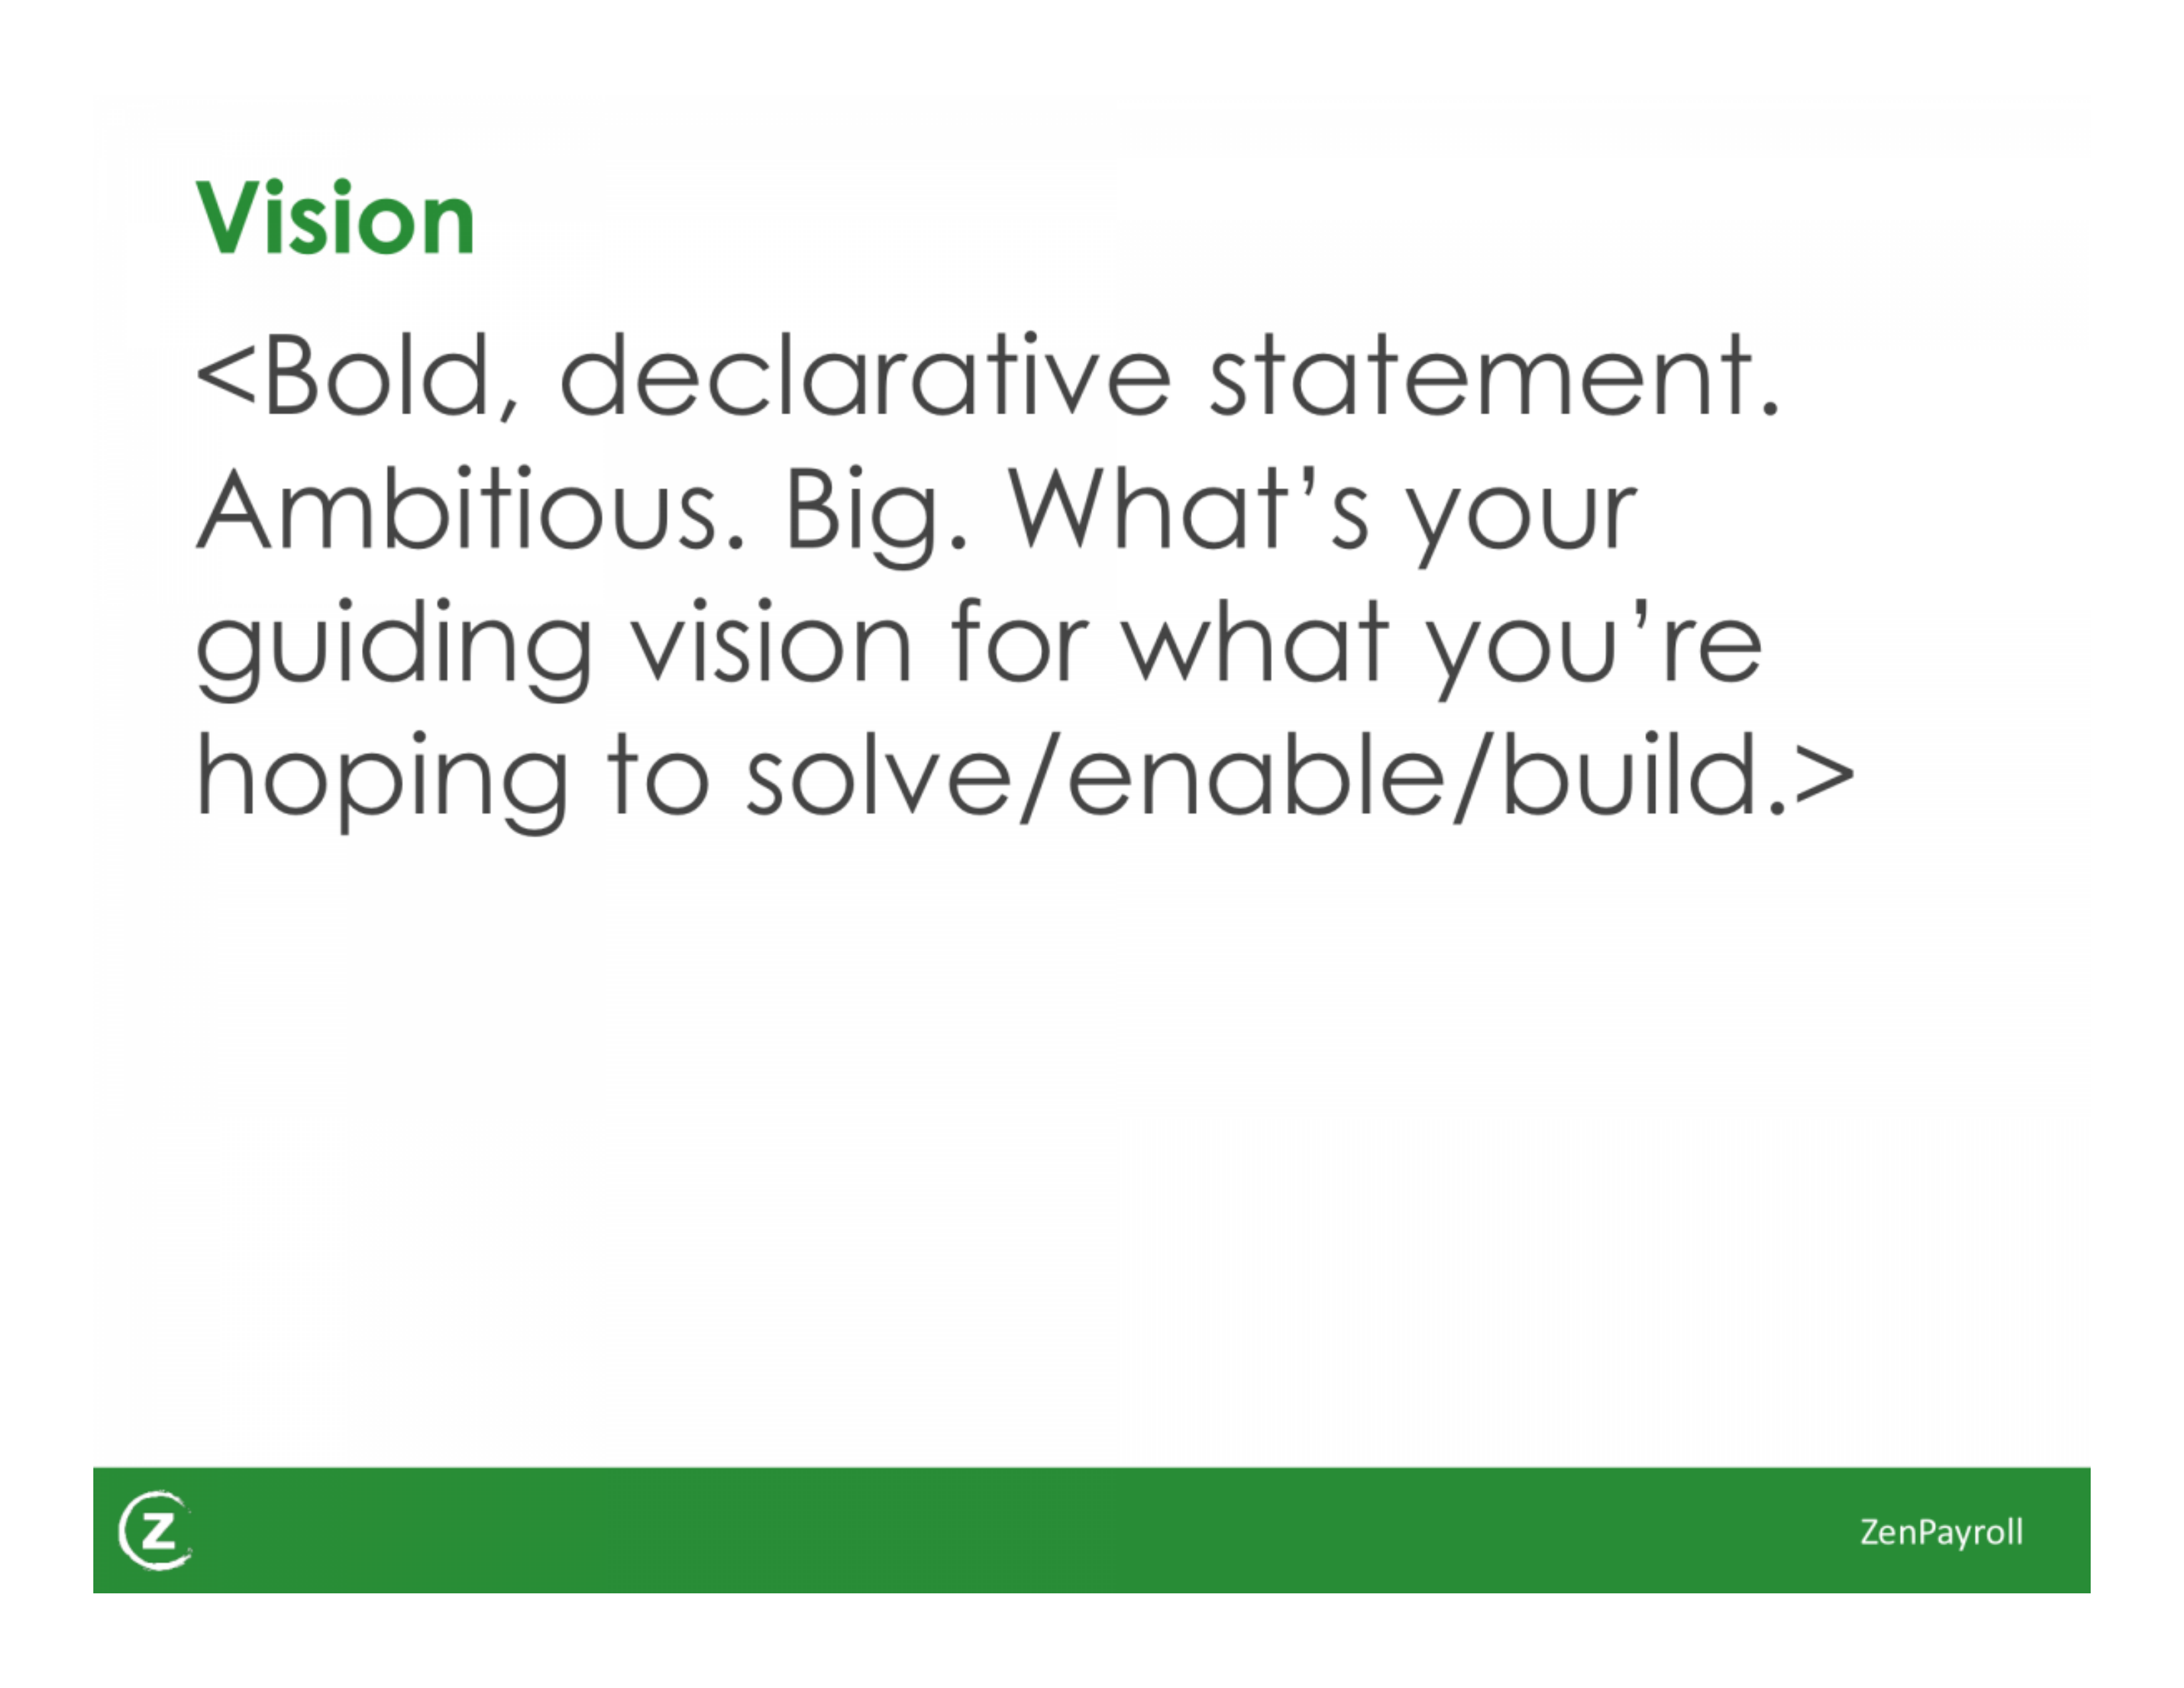 Vision
<Bold, declarative statement.
Ambitious. Big. What’s your
guiding vision for what you’re
hoping to solve/enable/build.>
Z
ZenPayroll